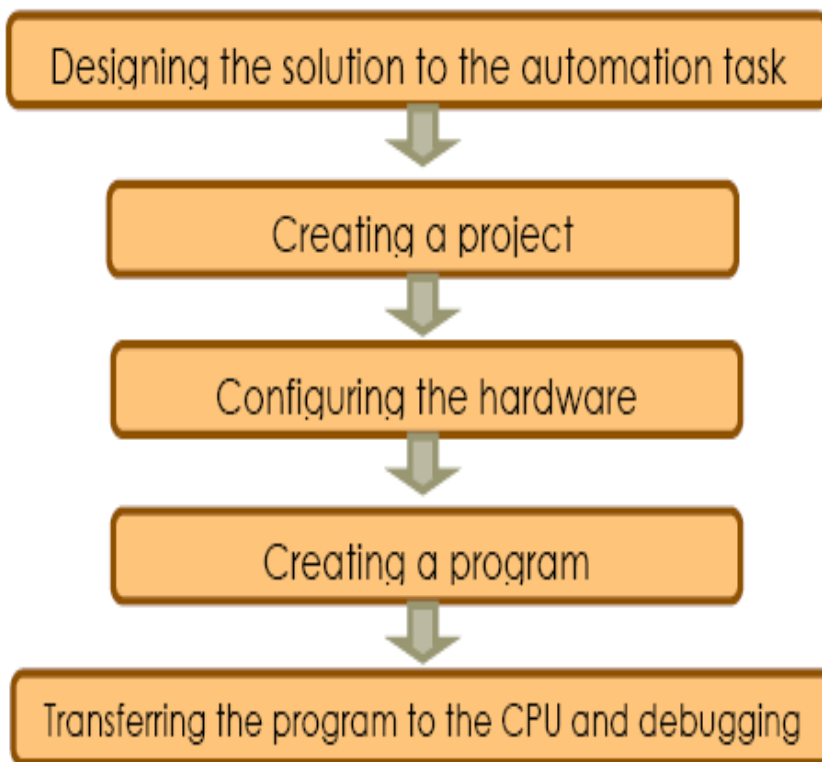 Designing the solution to the automation task
Creating a project
Configuring the hardware
Creating a program
Transferring the program to the CPU and debugging